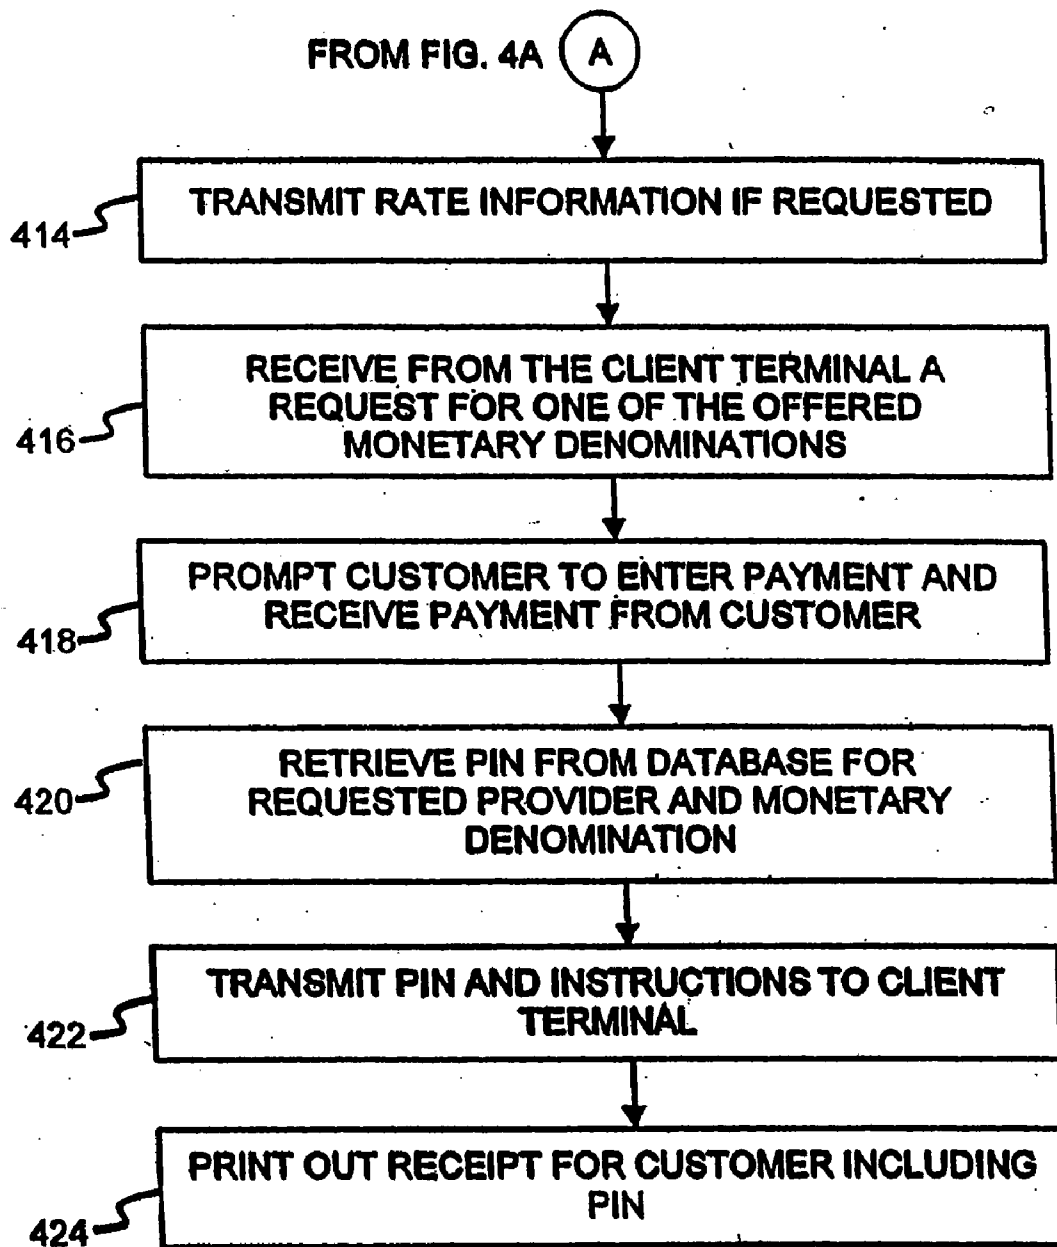 FROM FIG. 4A
A
TRANSMIT RATE INFORMATION IF REQUESTED
414
RECEIVE FROM THE CLIENT TERMINAL A
REQUEST FOR ONE OF THE OFFERED
MONETARY DENOMINATIONS
416
PROMPT CUSTOMER TO ENTER PAYMENT AND
RECEIVE PAYMENT FROM CUSTOMER
418
RETRIEVE PIN FROM DATABASE FOR
REQUESTED PROVIDER AND MONETARY
DENOMINATION
420
TRANSMIT PIN AND INSTRUCTIONS TO CLIENT
TERMINAL
422
PRINT OUT RECEIPT FOR CUSTOMER INCLUDING
PIN
424